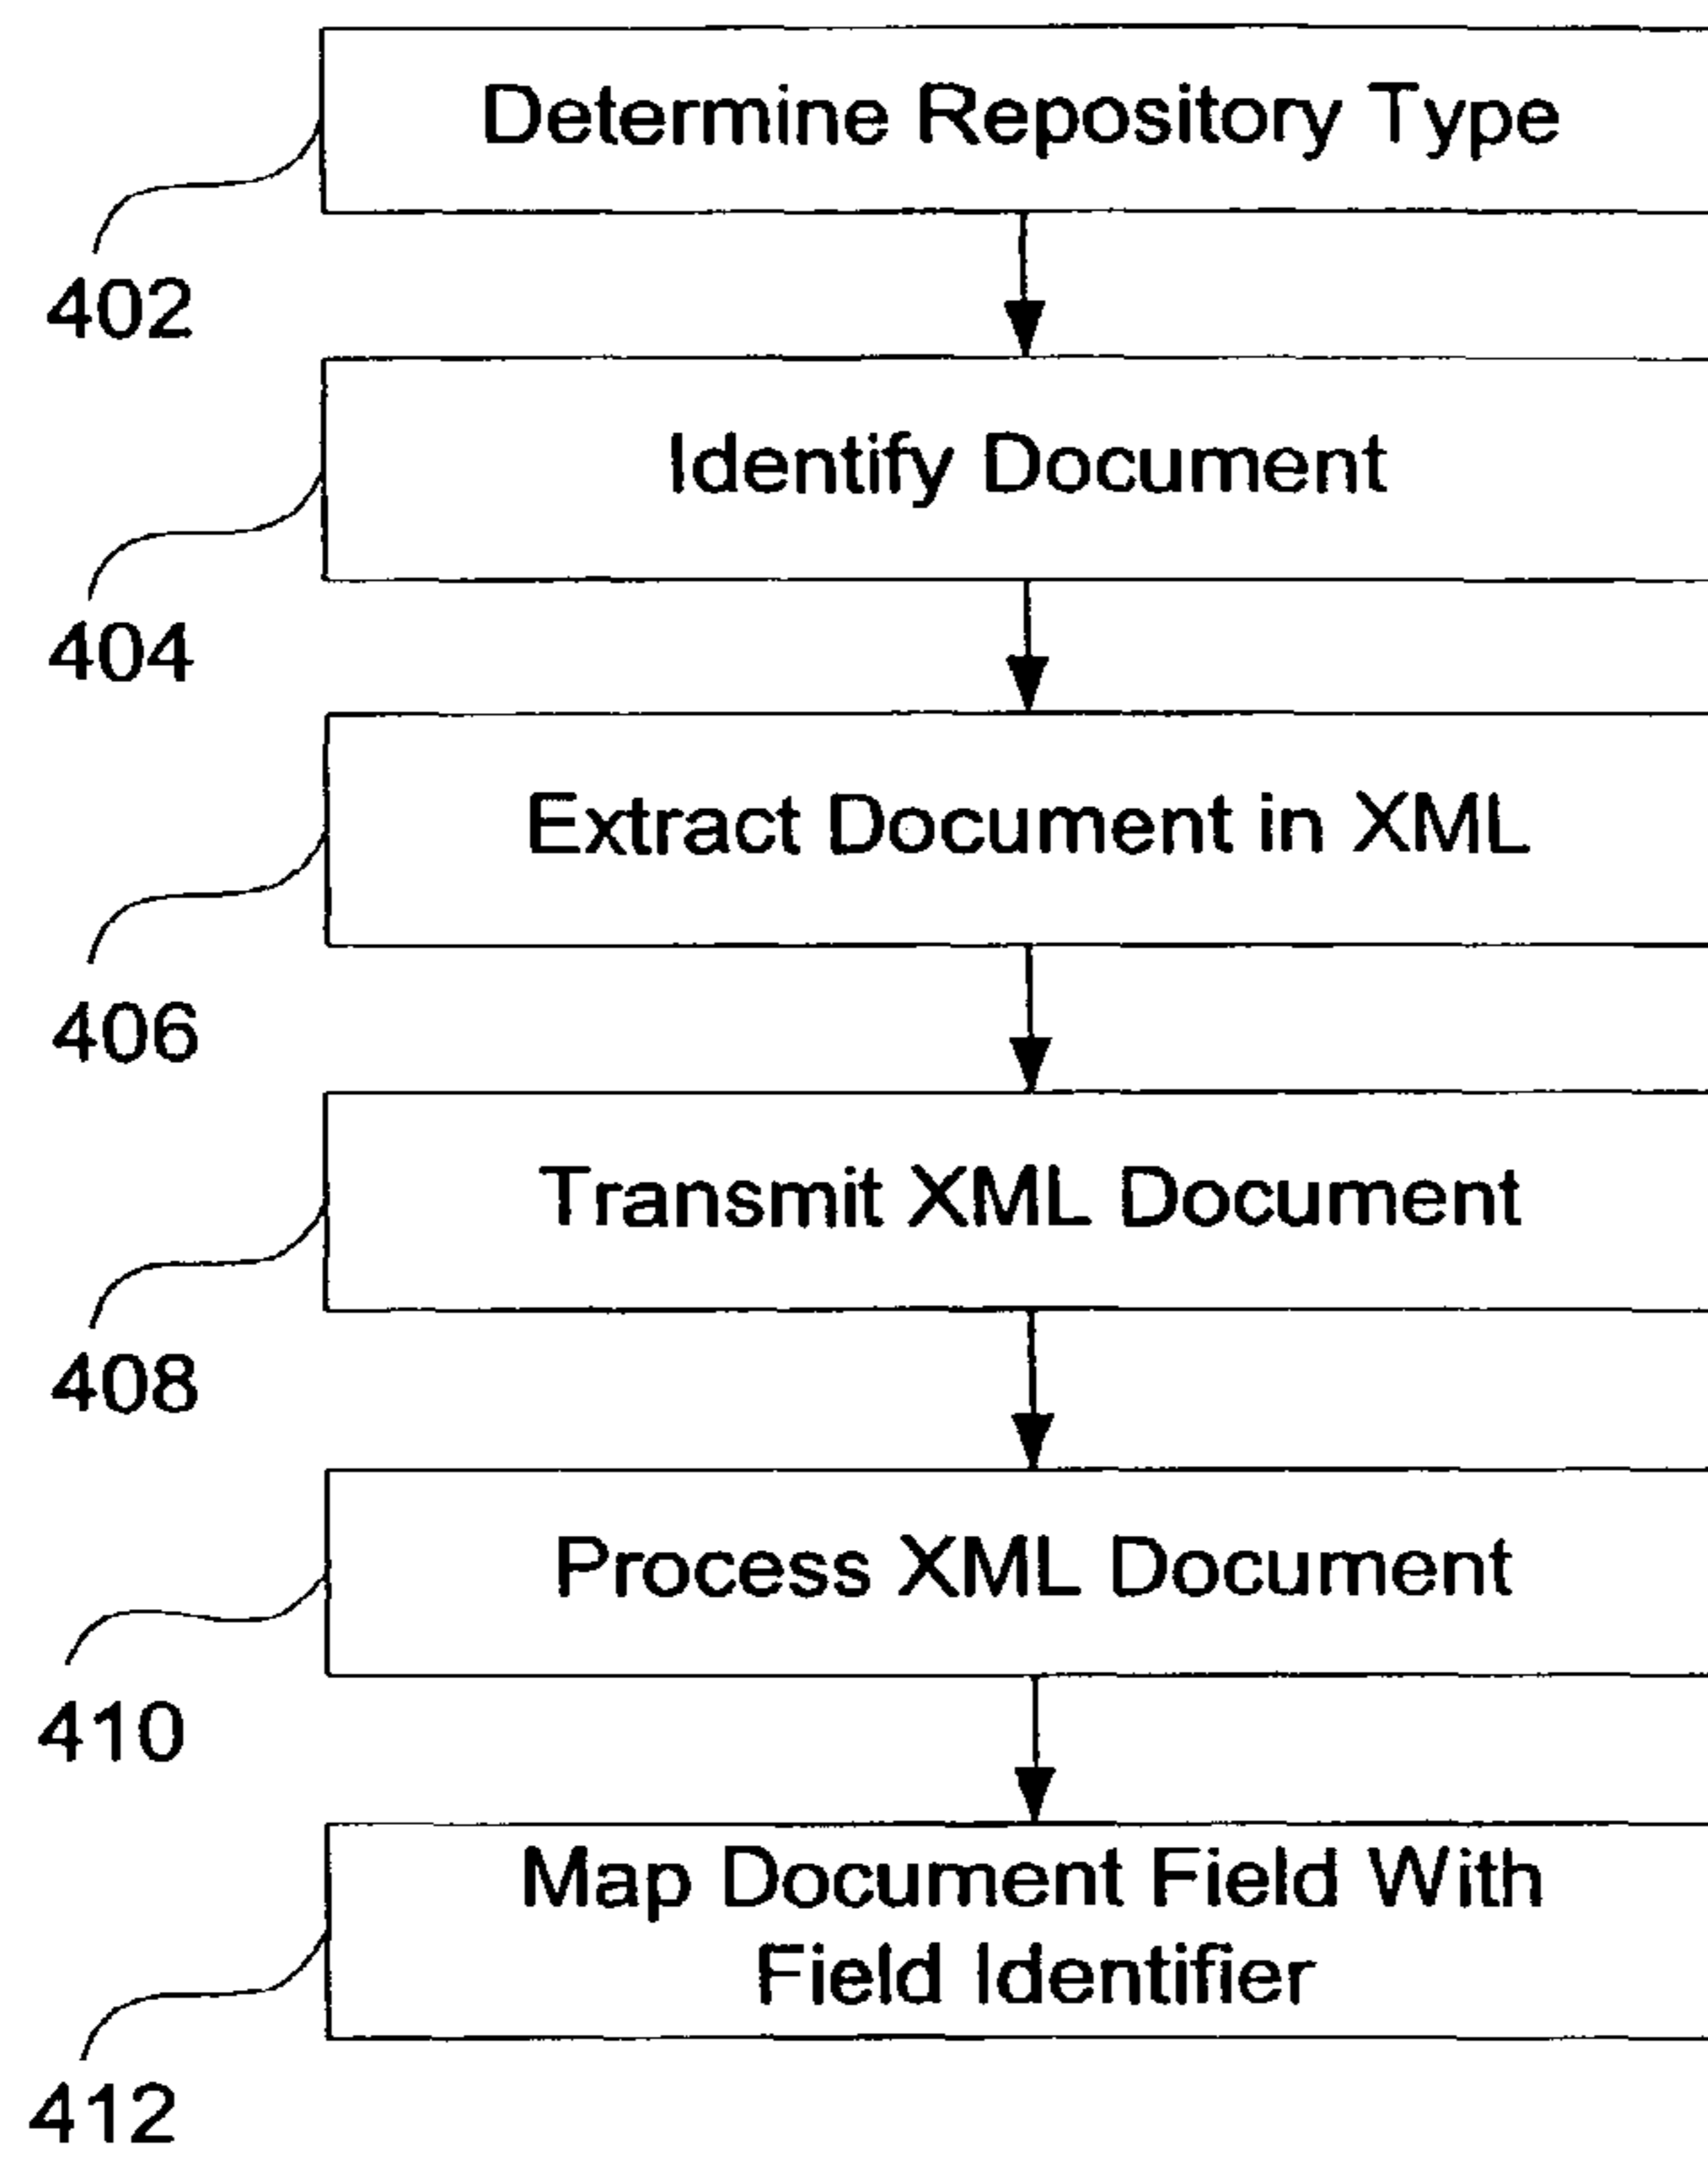 Determine Repository Type
402
Identify Document
404
Extract Document in XML
406
Transmit XML Document
408
Process XML Document
410
Map Document Field With
Field Identifier
412